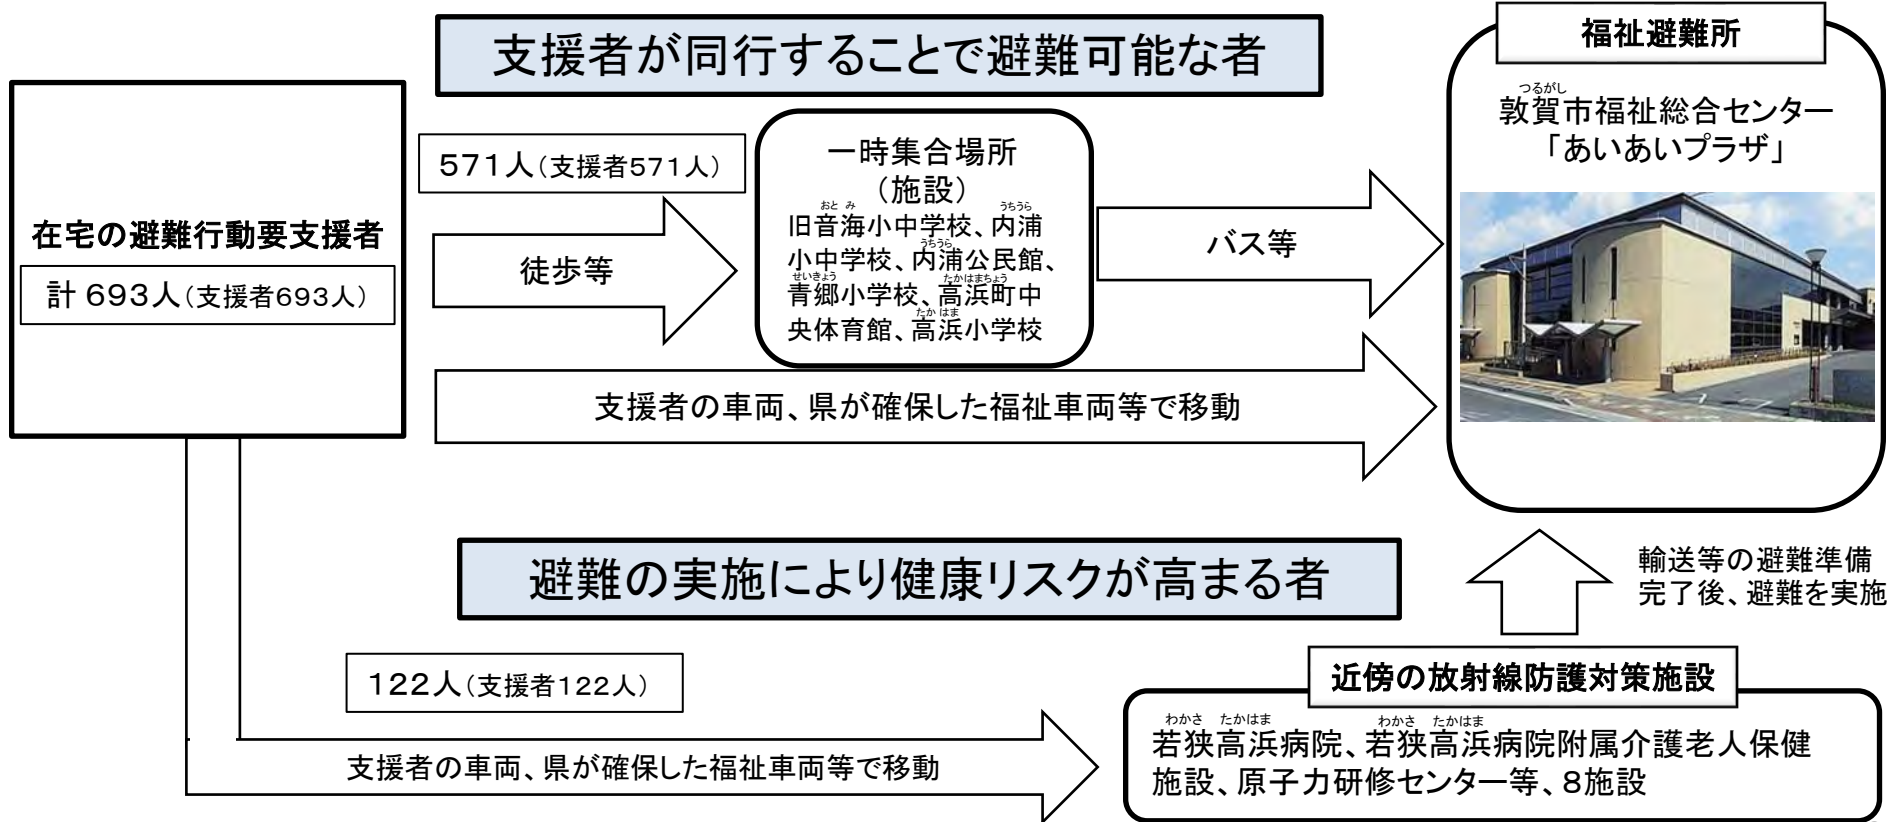 支援者が同行することで避難可能な者
福祉避難所
つるがし
敦賀市福祉総合センター
「あいあいプラザ」
在宅の避難行動要支援者
計 693人(支援者693人)
571人(支援者571人)
徒歩等
一時集合場所
(施設)
おと み うちうら
旧音海小中学校、内浦
うちうら
小中学校、内浦公民館、
せいきょう たかはまちょう
青郷小学校、高浜町中
たか はま
央体育館、高浜小学校
バス等
支援者の車両、県が確保した福祉車両等で移動
避難の実施により健康リスクが高まる者
輸送等の避難準備
完了後、避難を実施
122人(支援者122人)
支援者の車両、県が確保した福祉車両等で移動
近傍の放射線防護対策施設
わかさ たかはま わかさ たかはま
若狭高浜病院、若狭高浜病院附属介護老人保健
施設、原子力研修センター等、8施設